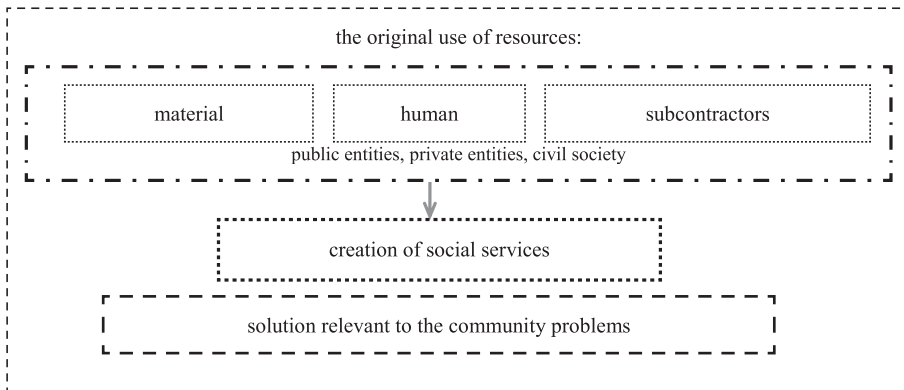 the original use of resources:
material
human
subcontractors
public entities, private entities, civil society
creation of social services
solution relevant to the community problems